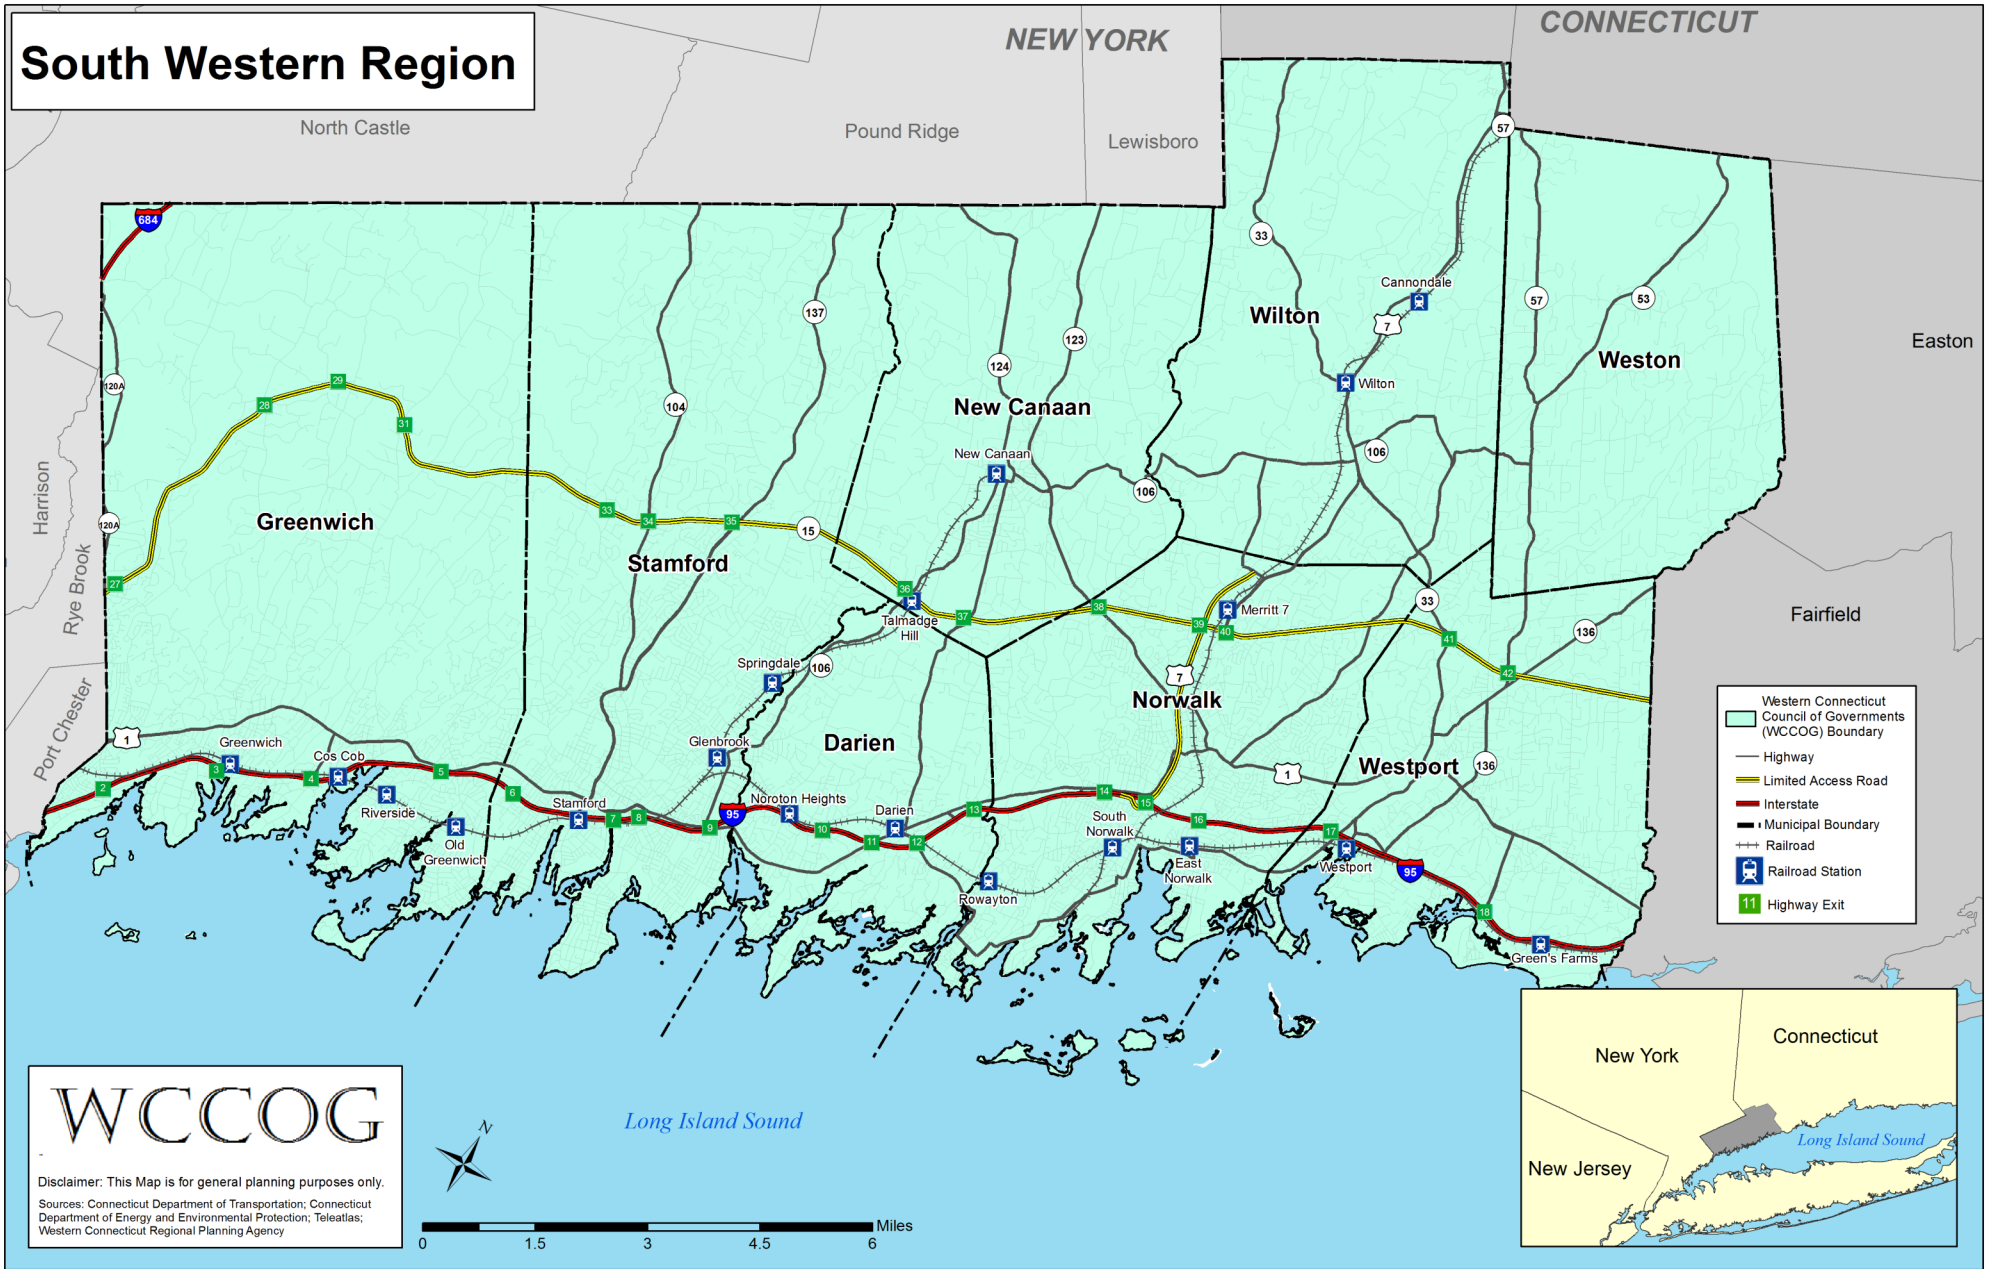 South Western Region
NEW YORK
CONNECTICUT
North Castle
Pound Ridge
Lewisboro
57
684
33
Cannondale
57
53
137
7
Wilton
123
Easton
Weston
124
120A
29
Wilton
28
104
New Canaan
31
106
New Canaan
Harrison
106
33
34
35
15
120A
Greenwich
Stamford
27
36
Rye Brook
38
33
Merritt 7
Fairfield
37
Talmadge
Hill
39
40
136
41
Springdale
106
42
7
Norwalk
Port Chester
1
Greenwich
Glenbrook
Darien
Cos Cob
Westport
136
1
3
4
5
2
6
Riverside
Stamford
Noroton Heights
14
15
7
8
95
Darien
13
South
Norwalk
16
17
9
10
11
12
Old
Greenwich
East
Norwalk
Westport
95
Rowayton
18
Green's Farms
Western Connecticut
Council of Governments
(WCCOG) Boundary
Highway
Limited Access Road
Interstate
Municipal Boundary
Railroad
Railroad Station
11
Highway Exit
WCCOG
Disclaimer: This Map is for general planning purposes only.
Sources: Connecticut Department of Transportation; Connecticut
Department of Energy and Environmental Protection; Teleatlas;
Western Connecticut Regional Planning Agency
N
Long Island Sound
Miles
0
1.5
3
4.5
6
Connecticut
New York
Long Island Sound
New Jersey